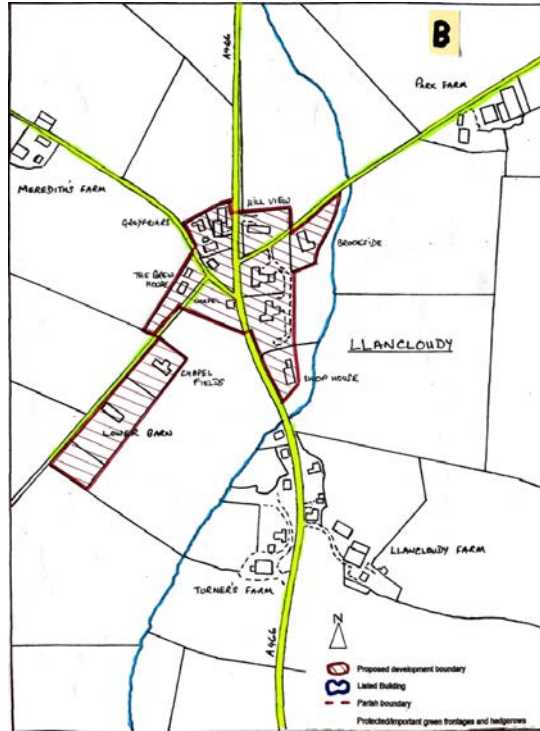 B
A466
PARK FARM
MEREDITH'S FARM
HILL VIEW
GREYFRIARS
BROOKSIDE
THE BREW
HOUSE
CHAPEL
LLANCLOUDY
CHAPEL
FIELDS
SHOP HOUSE
LOWER BARN
LLANCLOUDY FARM
TURNER'S FARM
A466
N
Proposed development boundary
Listed Building
Parish boundary
Protected/important green frontages and hedgerows